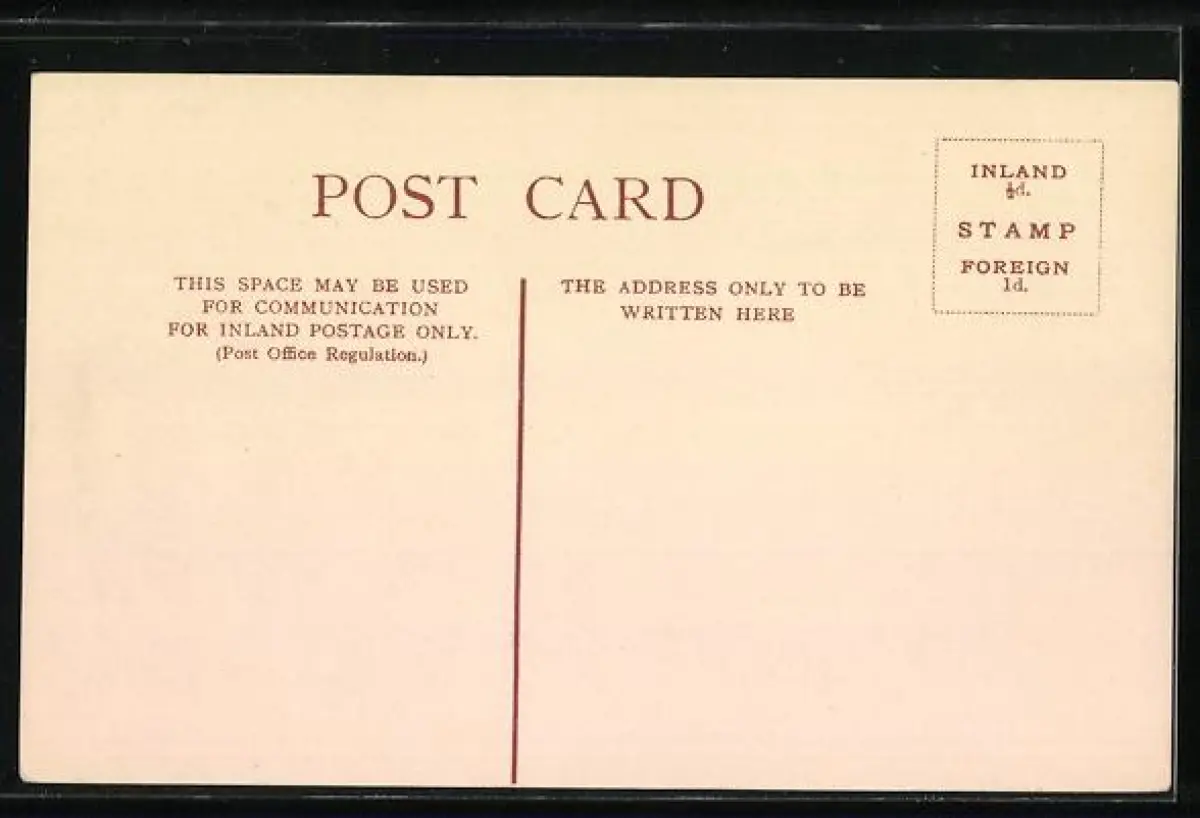 POST CARD
INLAND
½d.
STAMP
FOREIGN
1d.
THIS SPACE MAY BE USED
FOR COMMUNICATION
FOR INLAND POSTAGE ONLY.
(Post Office Regulation.)
THE ADDRESS ONLY TO BE
WRITTEN HERE